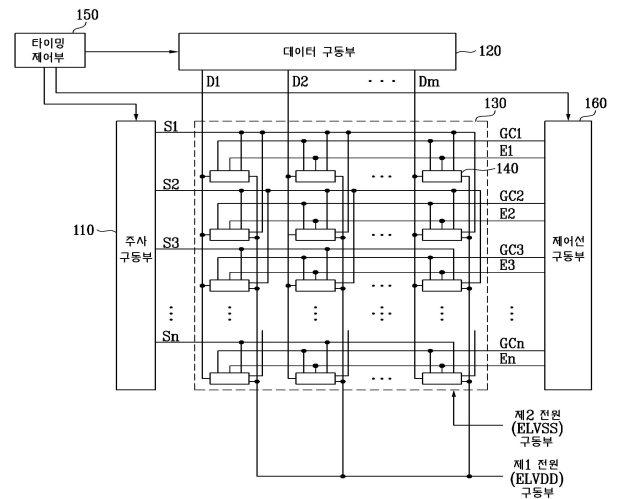 150
타이밍
제어부
데이터 구동부
120
D1
D2
· · ·
Dm
130
160
S1
GC1
E1
140
S2
GC2
E2
110
주사
구동부
제어선
구동부
S3
GC3
E3
Sn
GCn
En
제2 전원
(ELVSS)
구동부
제1 전원
(ELVDD)
구동부